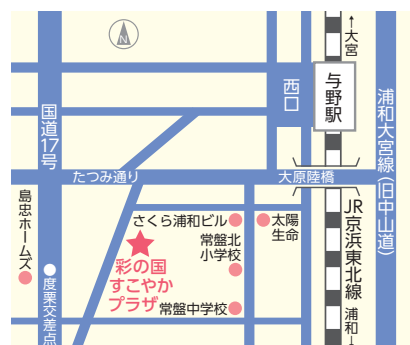 N
↑大宮
与野駅
西口
国道17号
浦和大宮線(旧中山道)
たつみ通り
大原陸橋
島忠ホームズ
さくら浦和ビル
太陽
生命
常盤北
小学校
JR京浜東北線
彩の国
すこやか
プラザ
度栗交差点
常盤中学校
浦和↓